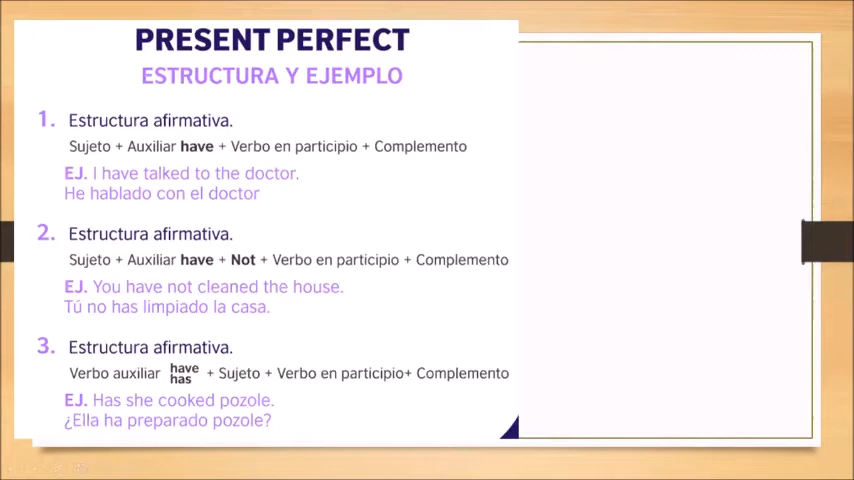 PRESENT PERFECT
ESTRUCTURA Y EJEMPLO
1. Estructura afirmativa.
Sujeto + Auxiliar have + Verbo en participio + Complemento
EJ. I have talked to the doctor.
He hablado con el doctor
2. Estructura afirmativa.
Sujeto + Auxiliar have + Not + Verbo en participio + Complemento
EJ. You have not cleaned the house.
Tú no has limpiado la casa.
3. Estructura afirmativa.
Verbo auxiliar have has + Sujeto + Verbo en participio+ Complemento
EJ. Has she cooked pozole.
¿Ella ha preparado pozole?